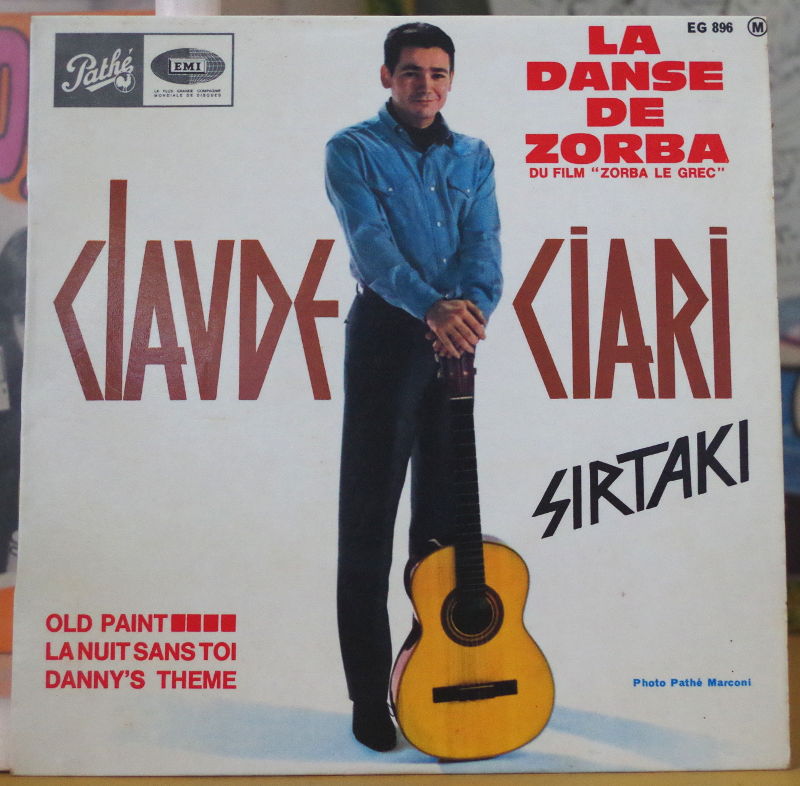 Pathé
EMI
LA PLUS GRANDE COMPAGNIE
MONDIALE DE DISQUES
EG 896 M
LA
DANSE
DE
ZORBA
DU FILM "ZORBA LE GREC"
CLAUDE CIARI
SIRTAKI
OLD PAINT
LA NUIT SANS TOI
DANNY'S THEME
Photo Pathé Marconi